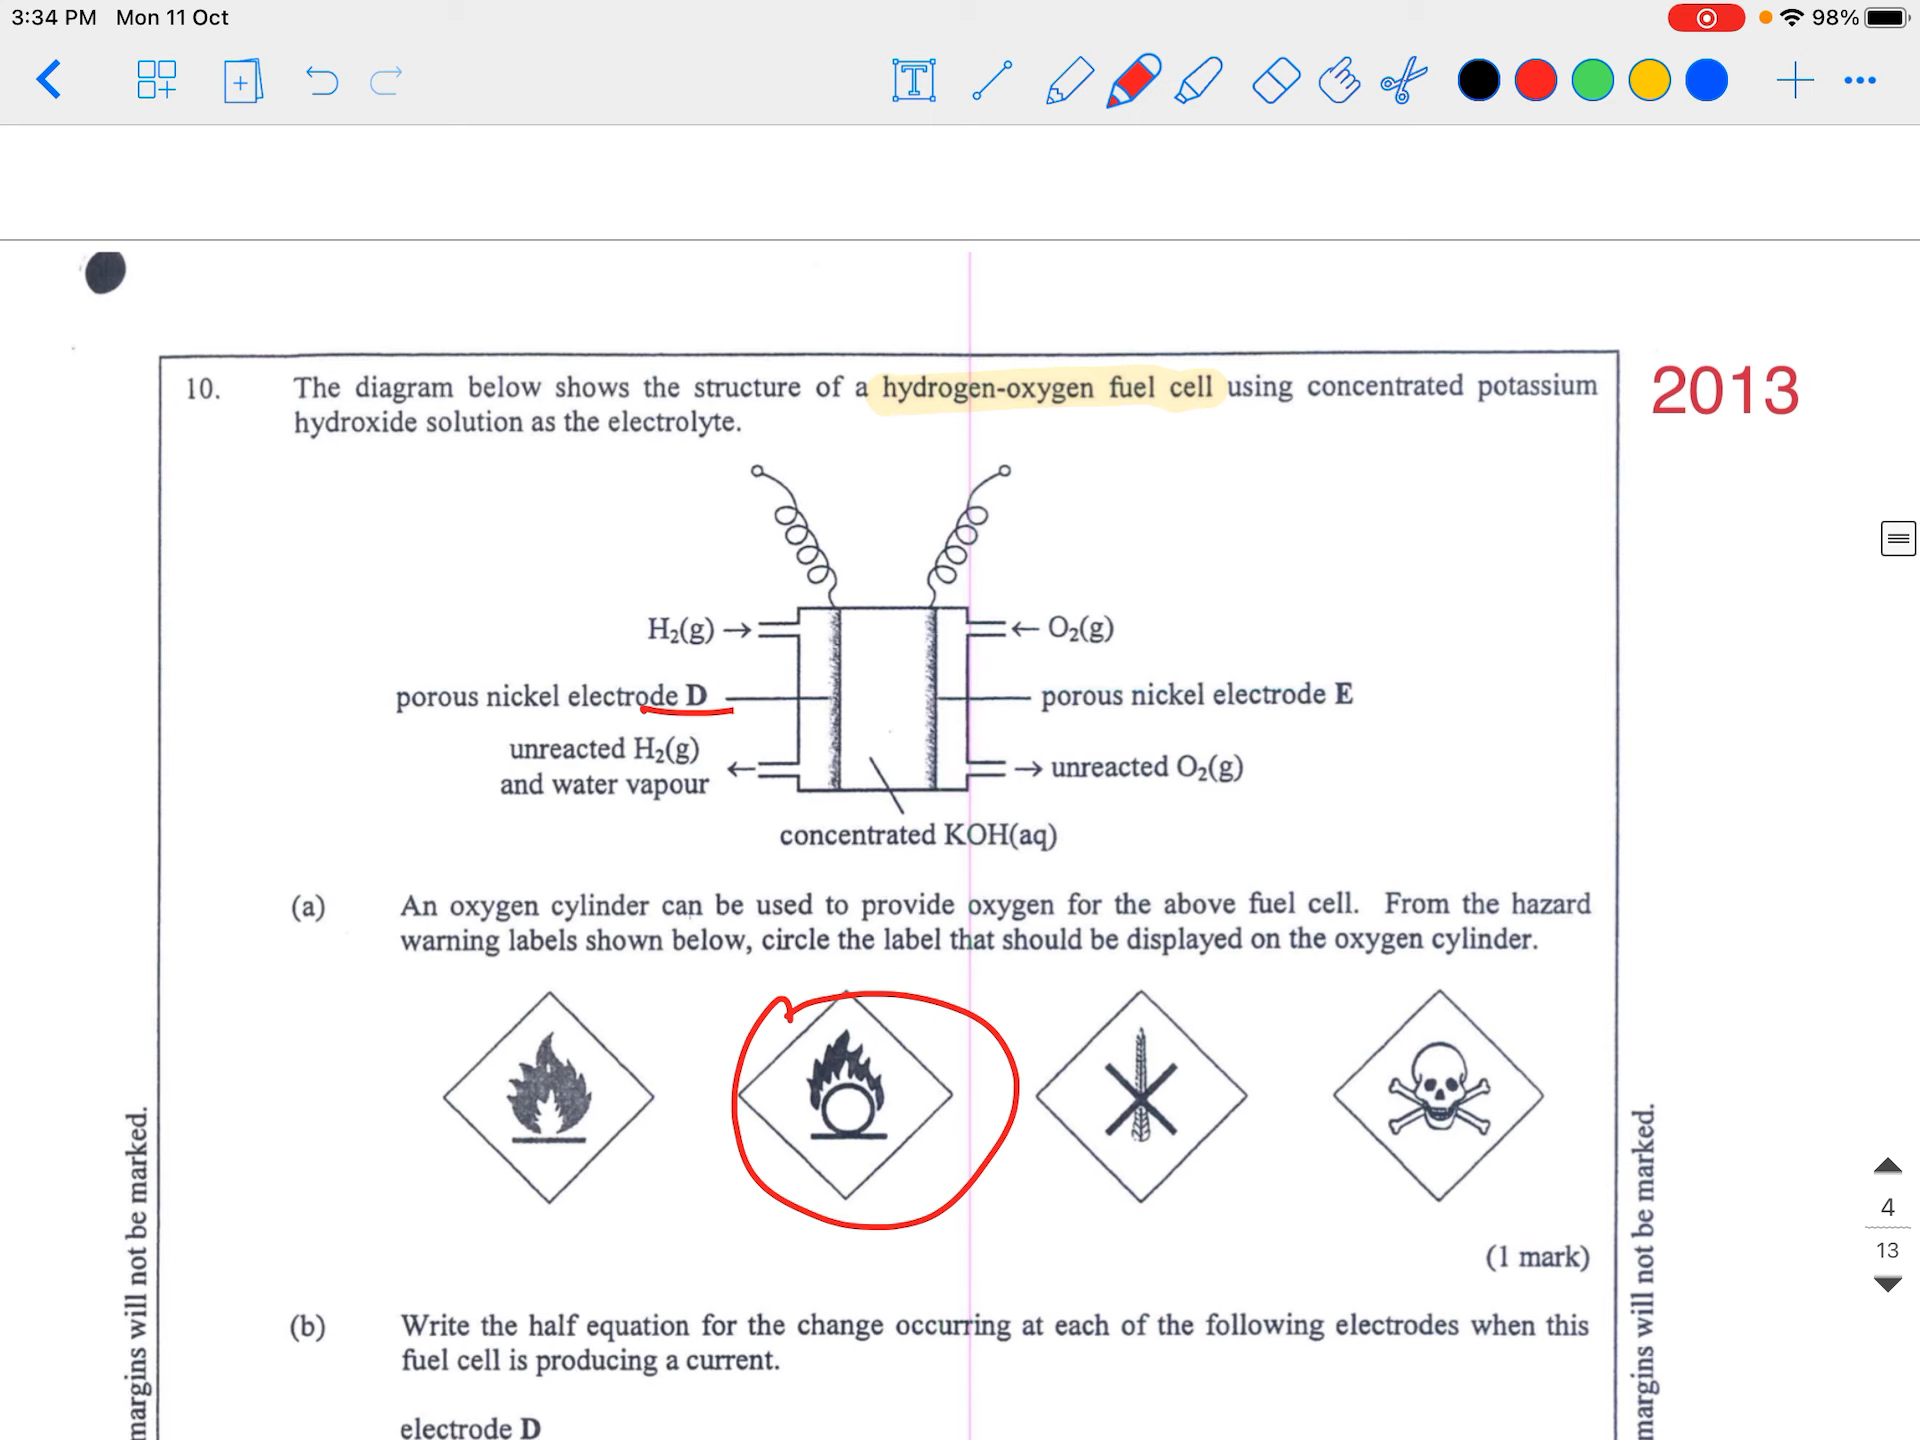 3:34 PM Mon 11 Oct
98%
T
2013
10. The diagram below shows the structure of a hydrogen-oxygen fuel cell using concentrated potassium
hydroxide solution as the electrolyte.
H₂(g) →
← O₂(g)
porous nickel electrode D
porous nickel electrode E
unreacted H₂(g)
and water vapour
←
→ unreacted O₂(g)
concentrated KOH(aq)
(a) An oxygen cylinder can be used to provide oxygen for the above fuel cell. From the hazard
warning labels shown below, circle the label that should be displayed on the oxygen cylinder.
(1 mark)
(b) Write the half equation for the change occurring at each of the following electrodes when this
fuel cell is producing a current.
electrode D
margins will not be marked.
margins will not be marked.
4
13